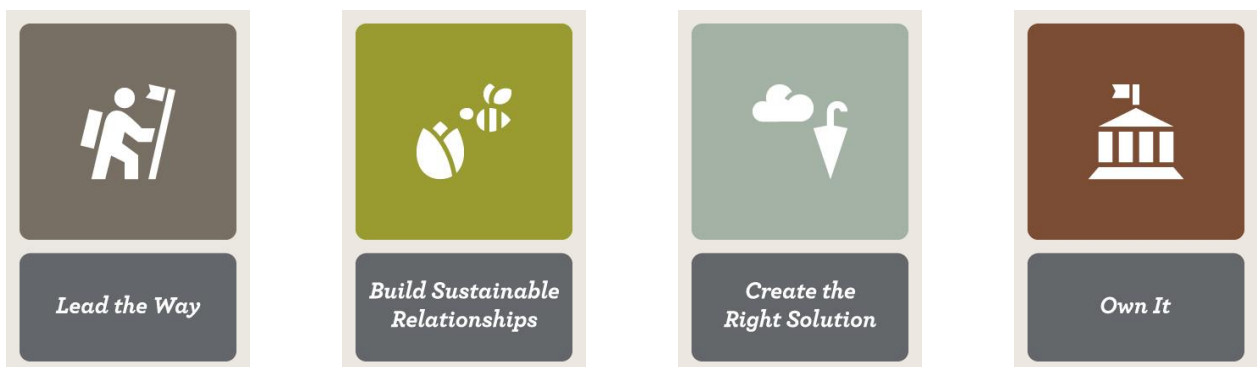 Lead the Way
Build Sustainable
Relationships
Create the
Right Solution
Own It